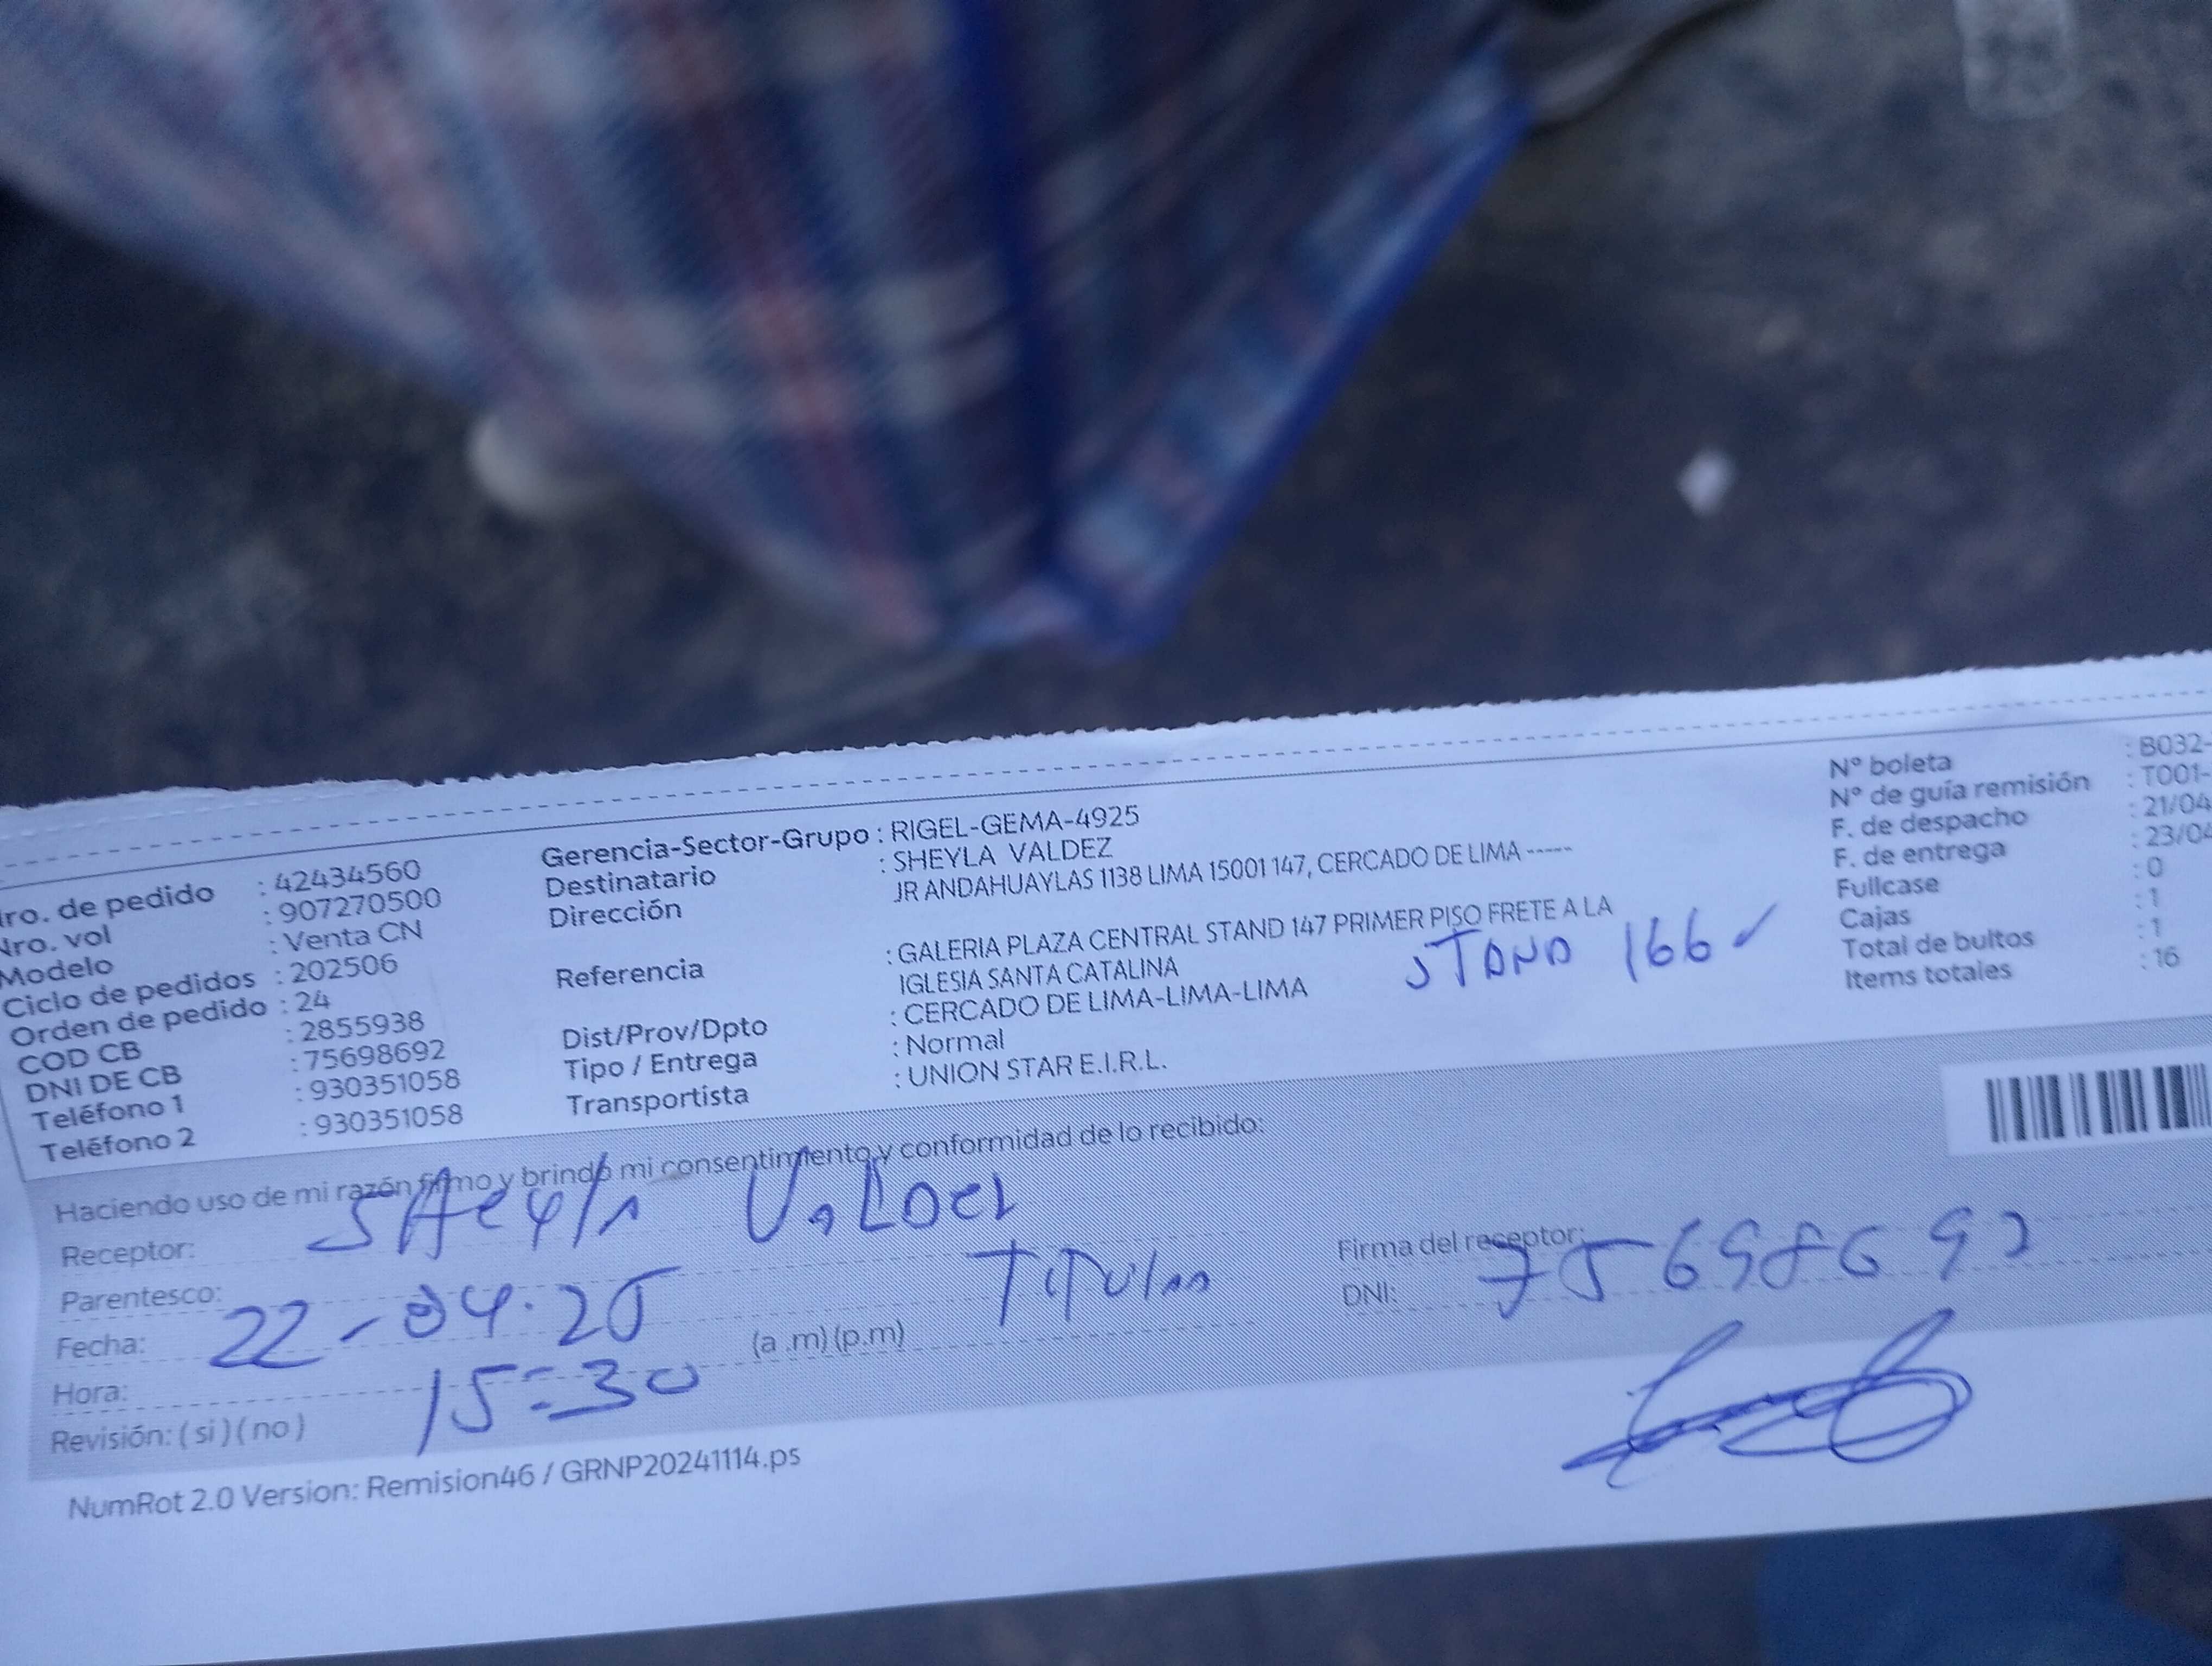 Nro. de pedido : 42434560
Nro. vol : 907270500
Modelo : Venta CN
Ciclo de pedidos : 202506
Orden de pedido : 24
COD CB : 2855938
DNI DE CB : 75698692
Teléfono 1 : 930351058
Teléfono 2 : 930351058
Gerencia-Sector-Grupo : RIGEL-GEMA-4925
Destinatario : SHEYLA VALDEZ
Dirección JR ANDAHUAYLAS 1138 LIMA 15001 147, CERCADO DE LIMA -----
Referencia : GALERIA PLAZA CENTRAL STAND 147 PRIMER PISO FRETE A LA
IGLESIA SANTA CATALINA
STAND 166 ✓
Dist/Prov/Dpto : CERCADO DE LIMA-LIMA-LIMA
Tipo / Entrega : Normal
Transportista : UNION STAR E.I.R.L.
N° boleta : B032-
N° de guía remisión : T001-
F. de despacho : 21/04
F. de entrega : 23/04
Fullcase : 0
Cajas : 1
Total de bultos : 1
Items totales : 16
Haciendo uso de mi razón firmo y brindo mi consentimiento y conformidad de lo recibido:
Receptor: SHeylA VALDEZ
Parentesco: TITULAR
Fecha: 22-04-25
Hora: 15:30 (a .m) (p.m)
Revisión: ( si ) ( no )
Firma del receptor:
DNI: 75698692
NumRot 2.0 Version: Remision46 / GRNP20241114.ps